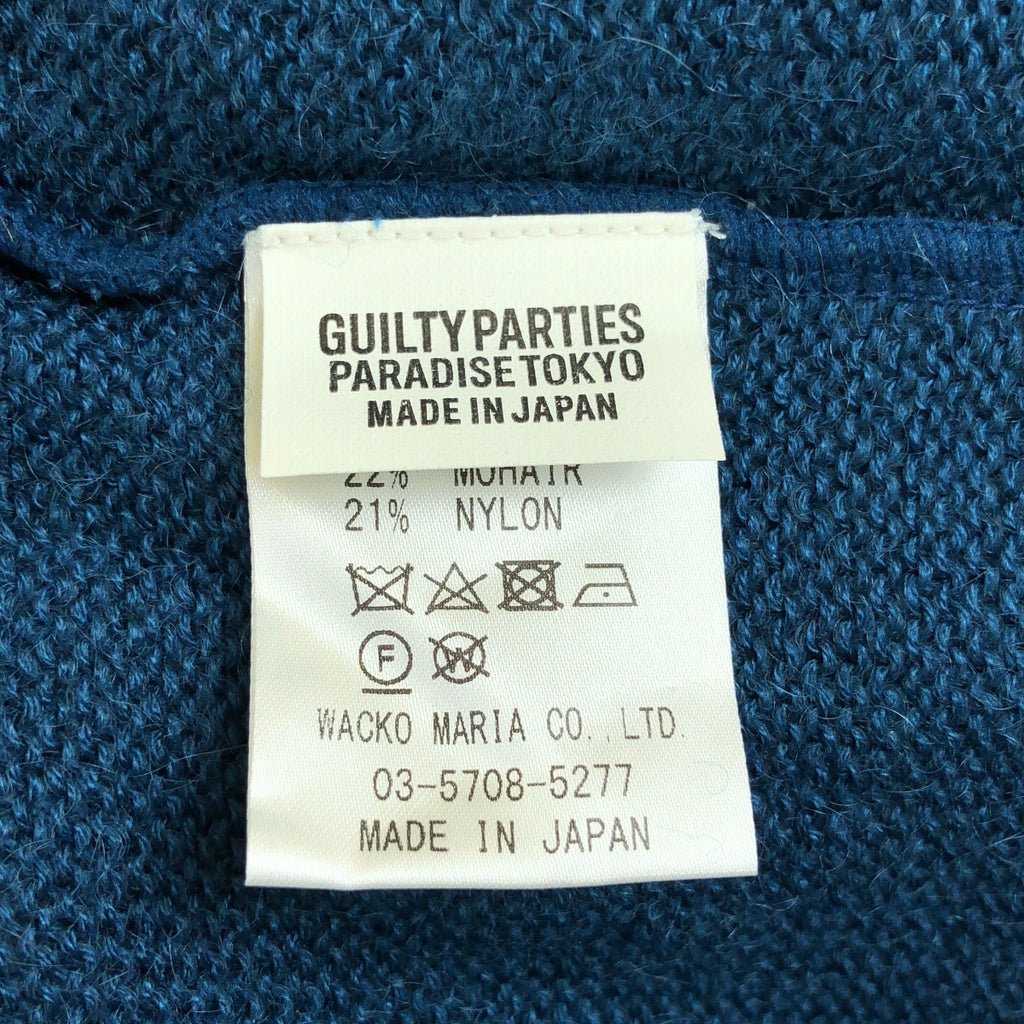 GUILTY PARTIES
PARADISE TOKYO
MADE IN JAPAN
22% MOHAIR
21% NYLON
F
W
WACKO MARIA CO.,LTD.
03-5708-5277
MADE IN JAPAN